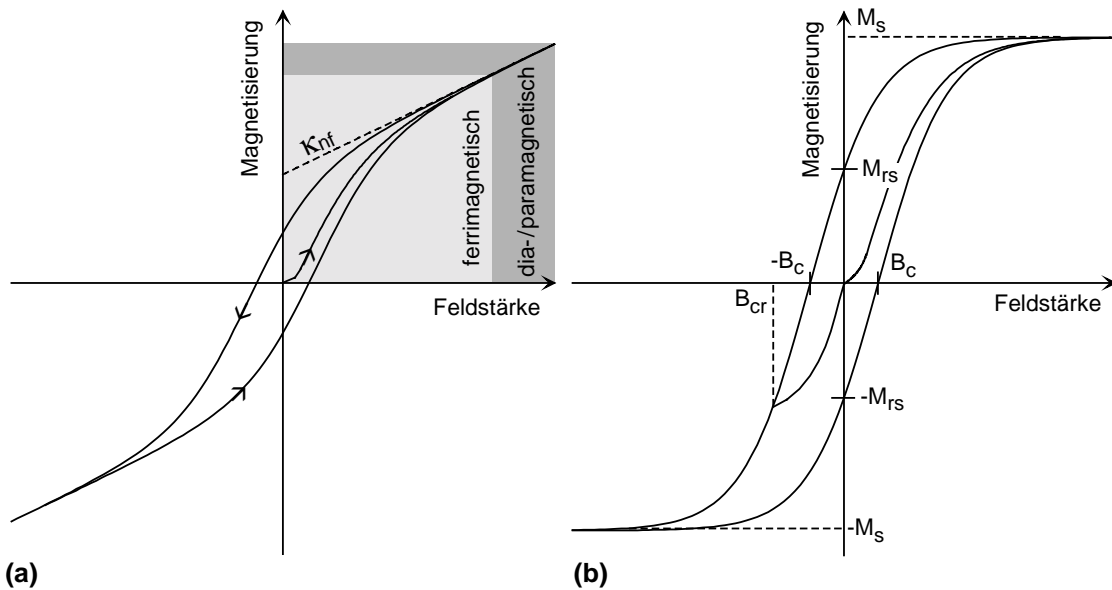 Magnetisierung
κnf
ferrimagnetisch
dia-/paramagnetisch
Feldstärke
(a)
Magnetisierung
Ms
Mrs
-Bc
Bc
Bcr
Feldstärke
-Mrs
-Ms
(b)